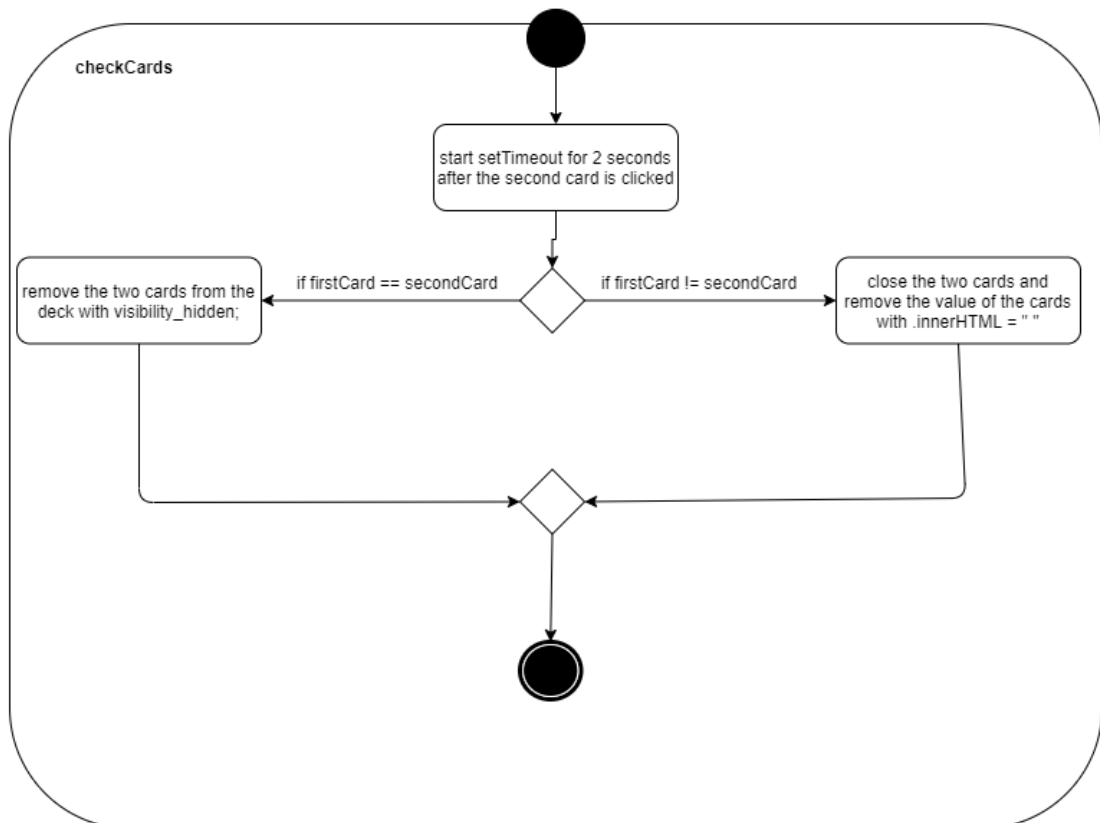 checkCards
start setTimeout for 2 seconds
after the second card is clicked
if firstCard == secondCard
if firstCard != secondCard
remove the two cards from the
deck with visibility_hidden;
close the two cards and
remove the value of the cards
with .innerHTML = " "